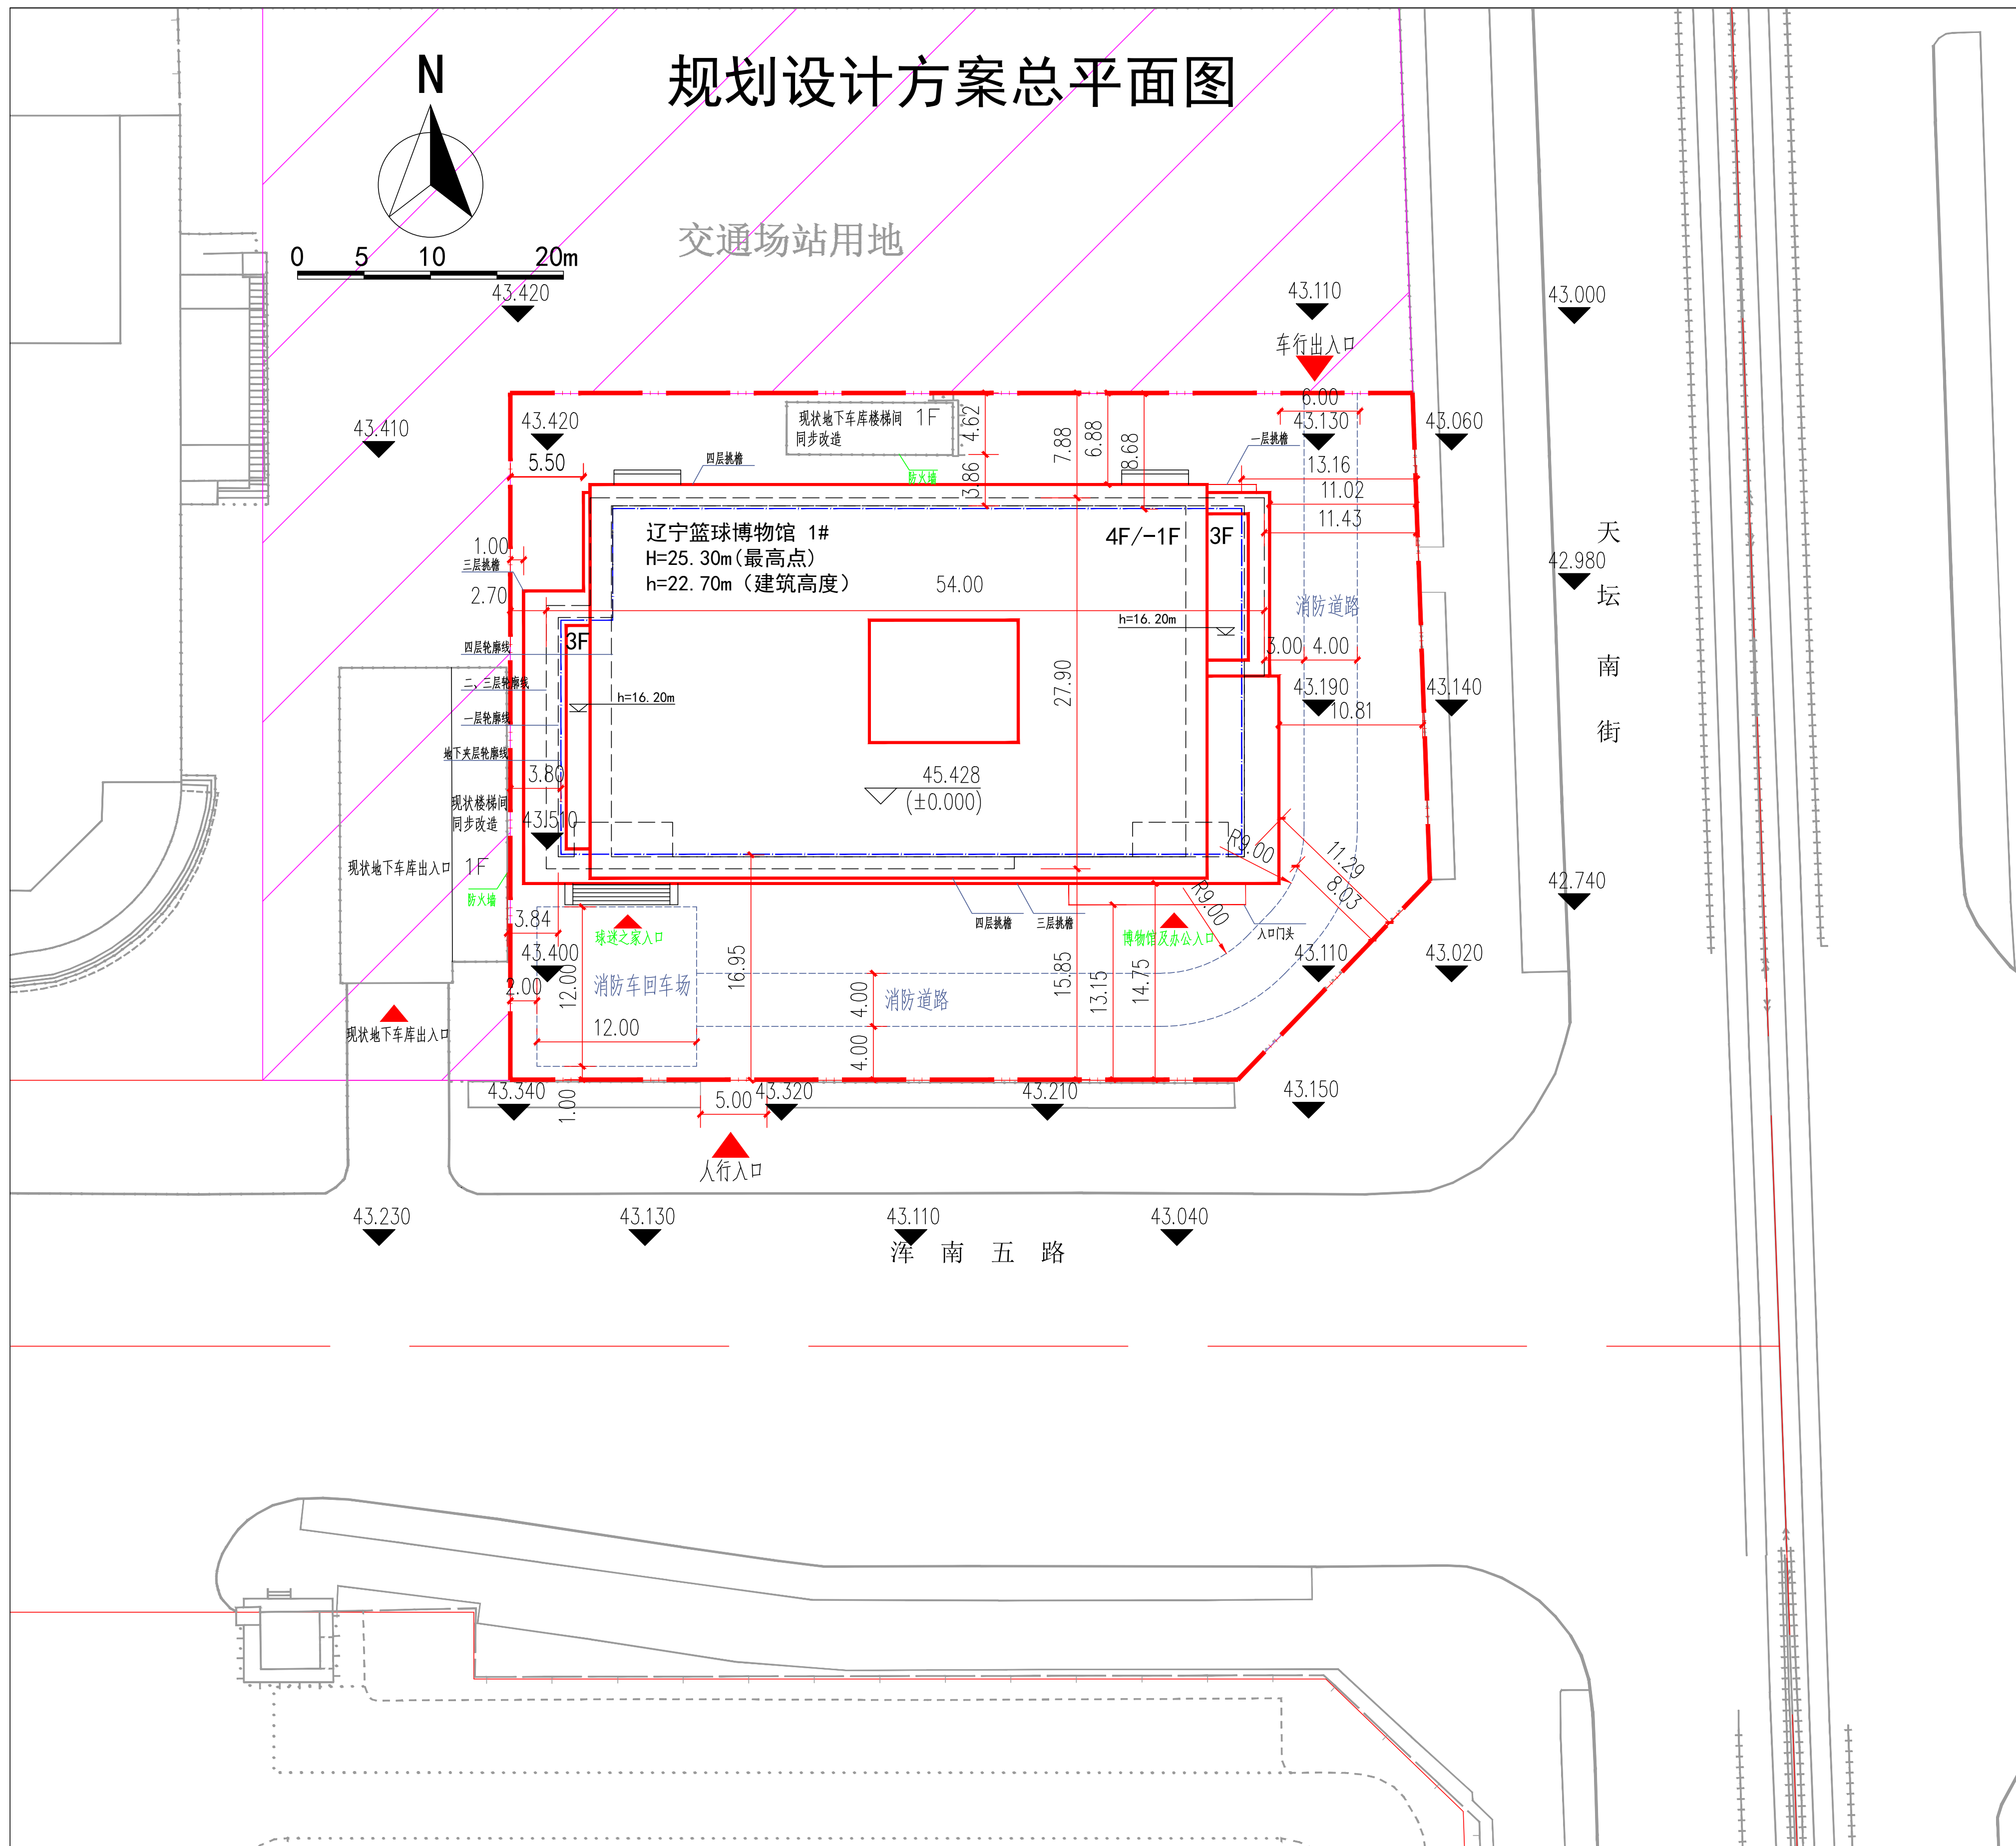 规划设计方案总平面图
N
交通场站用地
0 5 10 20m
43.420
43.110
43.000
车行出入口
6.00
43.410
43.420
现状地下车库楼梯间 1F
同步改造
4.62
7.88
6.88
8.68
43.130
43.060
一层挑檐
5.50
四层挑檐
防火墙
3.86
13.16
11.02
11.43
辽宁篮球博物馆 1#
H=25.30m(最高点)
h=22.70m（建筑高度）
4F/-1F
3F
天坛南街
1.00
三层挑檐
2.70
54.00
42.980
消防道路
h=16.20m
3F
四层轮廓线
3.00
4.00
二、三层轮廓线
h=16.20m
27.90
43.190
43.140
10.81
一层轮廓线
地下夹层轮廓线
3.80
45.428
(±0.000)
现状楼梯间
同步改造
43.510
R9.00
11.29
8.03
现状地下车库出入口 1F
防火墙
42.740
R9.00
3.84
四层挑檐
三层挑檐
球迷之家入口
博物馆及办公入口
入口门头
43.400
43.110
43.020
2.00
12.00
消防车回车场
16.95
4.00
消防道路
15.85
13.15
14.75
现状地下车库出入口
12.00
4.00
43.340
1.00
5.00
43.320
43.210
43.150
人行入口
43.230
43.130
43.110
43.040
浑南五路